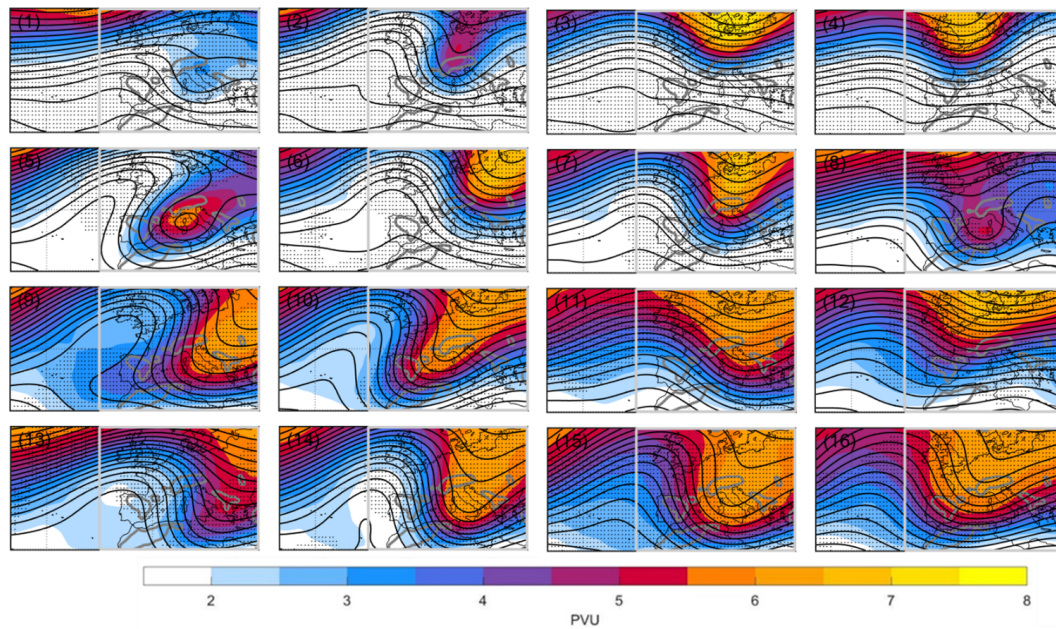 (1) (2) (3) (4)
(5) (6) (7) (8)
(9) (10) (11) (12)
(13) (14) (15) (16)
2 3 4 5 6 7 8
PVU